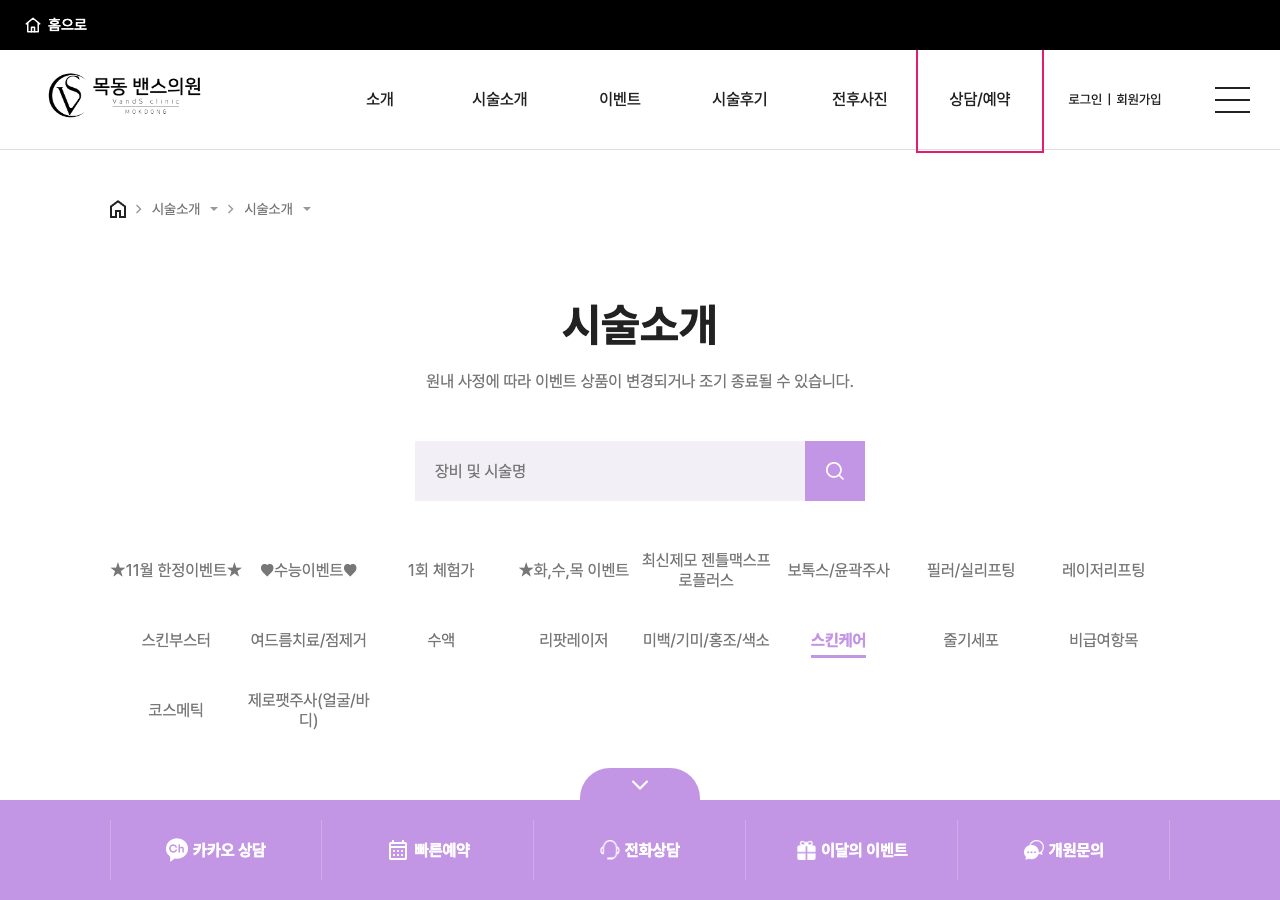 홈으로
목동 밴스의원
VandS clinic
MOKDONG
소개
시술소개
이벤트
시술후기
전후사진
상담/예약
로그인 | 회원가입
시술소개
시술소개
시술소개
원내 사정에 따라 이벤트 상품이 변경되거나 조기 종료될 수 있습니다.
장비 및 시술명
★11월 한정이벤트★
♥수능이벤트♥
1회 체험가
★화,수,목 이벤트
최신제모 젠틀맥스프
로플러스
보톡스/윤곽주사
필러/실리프팅
레이저리프팅
스킨부스터
여드름치료/점제거
수액
리팟레이저
미백/기미/홍조/색소
스킨케어
줄기세포
비급여항목
코스메틱
제로팻주사(얼굴/바
디)
Ch 카카오 상담
빠른예약
전화상담
이달의 이벤트
개원문의